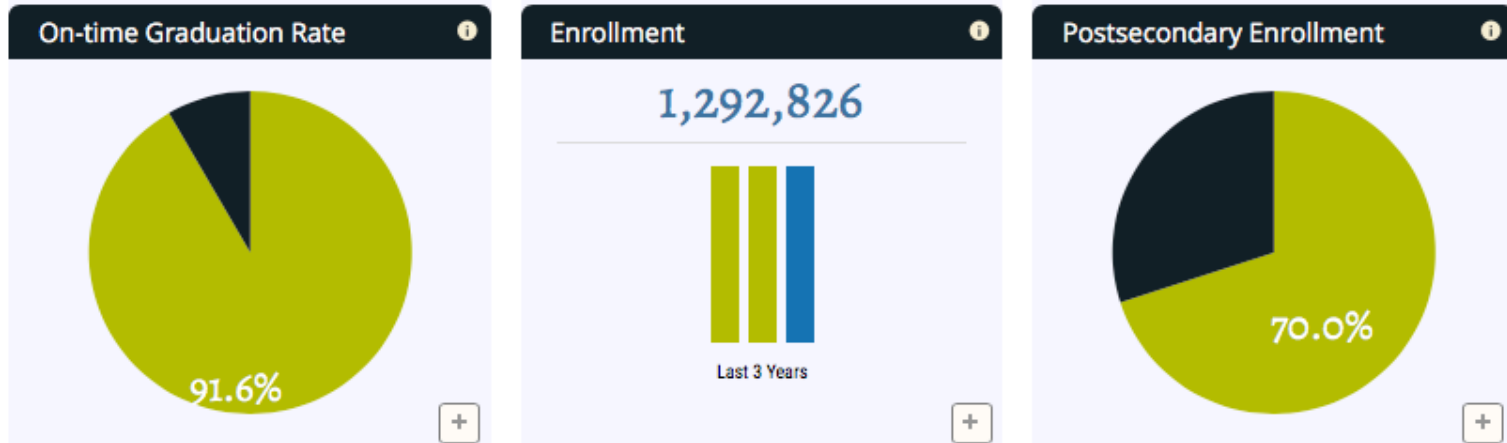 On-time Graduation Rate
91.6%
Enrollment
1,292,826
Last 3 Years
Postsecondary Enrollment
70.0%